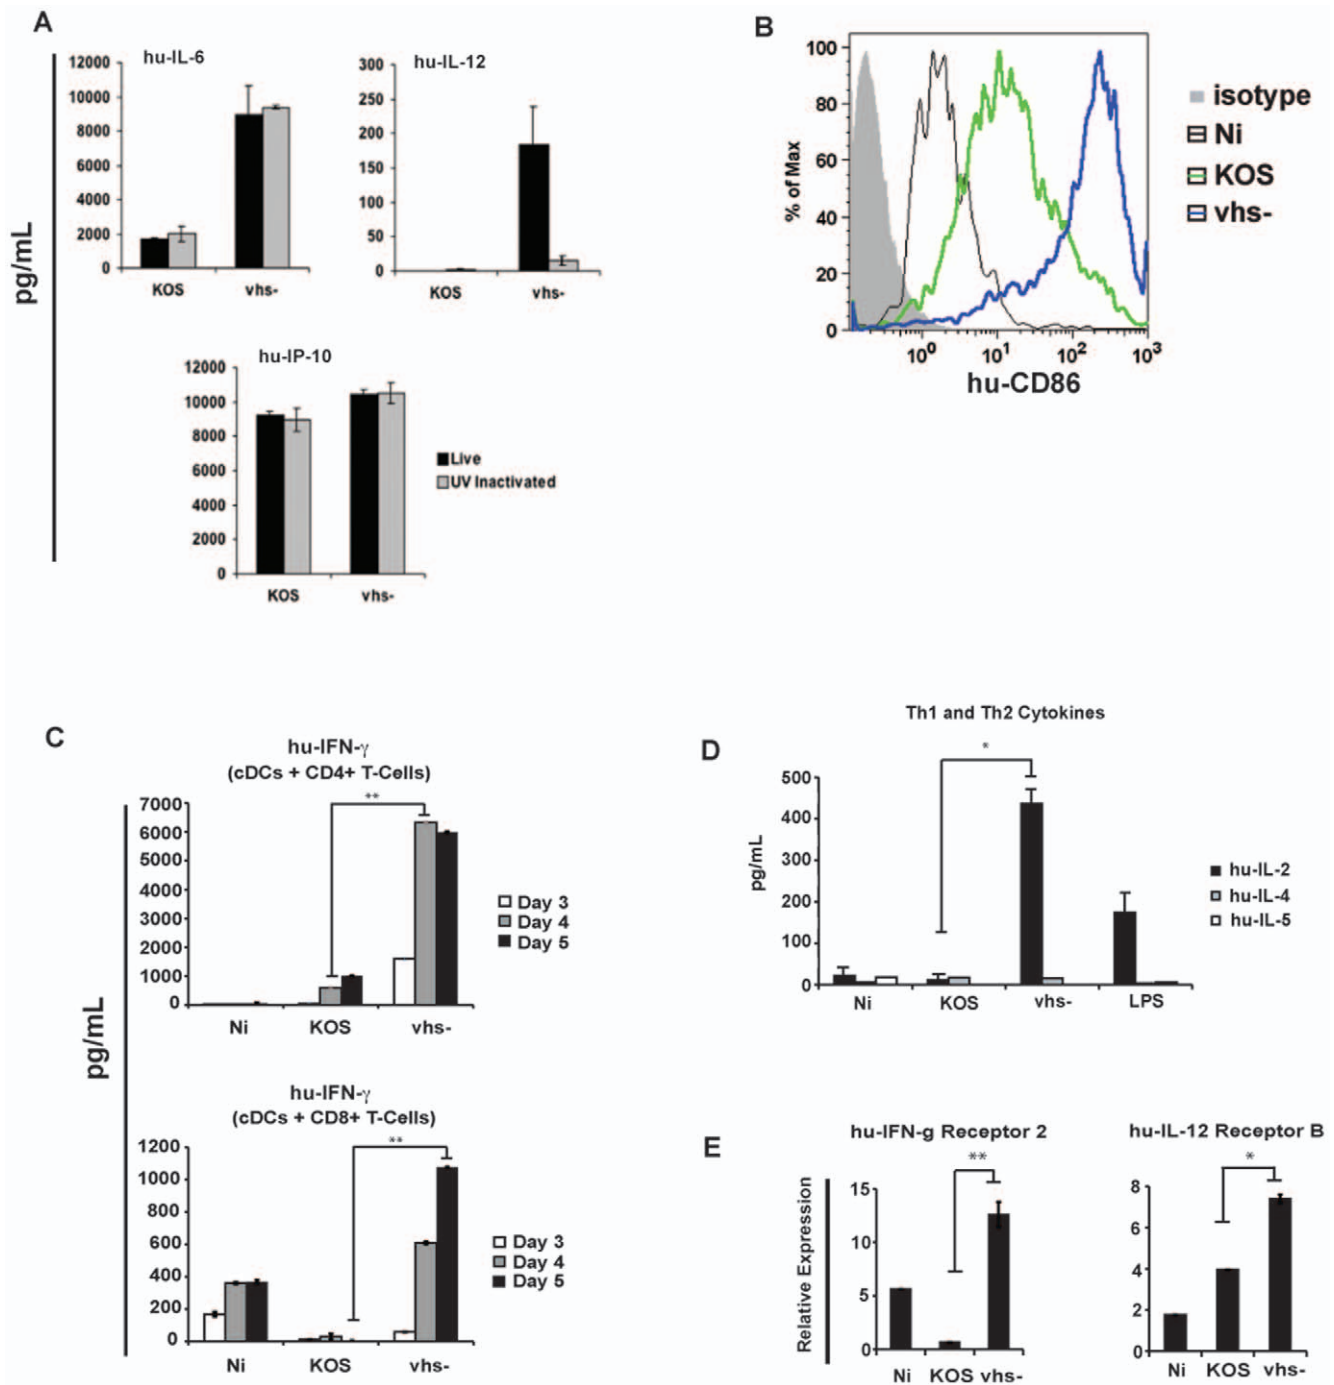 A
hu-IL-6
12000
10000
8000
6000
4000
2000
0
KOS vhs-
hu-IL-12
300
250
200
150
100
50
0
KOS vhs-
pg/mL
hu-IP-10
12000
10000
8000
6000
4000
2000
0
KOS vhs-
Live
UV Inactivated
B
100
80
60
40
20
0
% of Max
10⁰ 10¹ 10² 10³
hu-CD86
isotype
Ni
KOS
vhs-
C
hu-IFN-γ
(cDCs + CD4+ T-Cells)
**
7000
6000
5000
4000
3000
2000
1000
0
Ni KOS vhs-
Day 3
Day 4
Day 5
pg/mL
hu-IFN-γ
(cDCs + CD8+ T-Cells)
**
1200
1000
800
600
400
200
0
Ni KOS vhs-
Day 3
Day 4
Day 5
Th1 and Th2 Cytokines
D
*
500
400
300
200
100
0
pg/mL
Ni KOS vhs- LPS
hu-IL-2
hu-IL-4
hu-IL-5
E
hu-IFN-g Receptor 2
**
15
10
5
0
Relative Expression
Ni KOS vhs-
hu-IL-12 Receptor B
*
8
6
4
2
0
Ni KOS vhs-